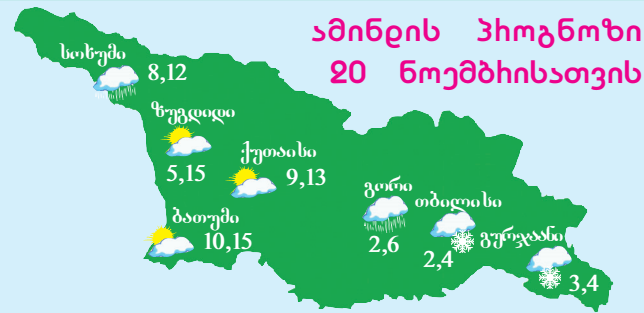 ამინდის პროგნოზი
20 ნოემბრისათვის
სოხუმი
8,12
ზუგდიდი
5,15
ქუთაისი
9,13
ბათუმი
10,15
გორი
2,6
თბილისი
2,4
გურჯაანი
3,4